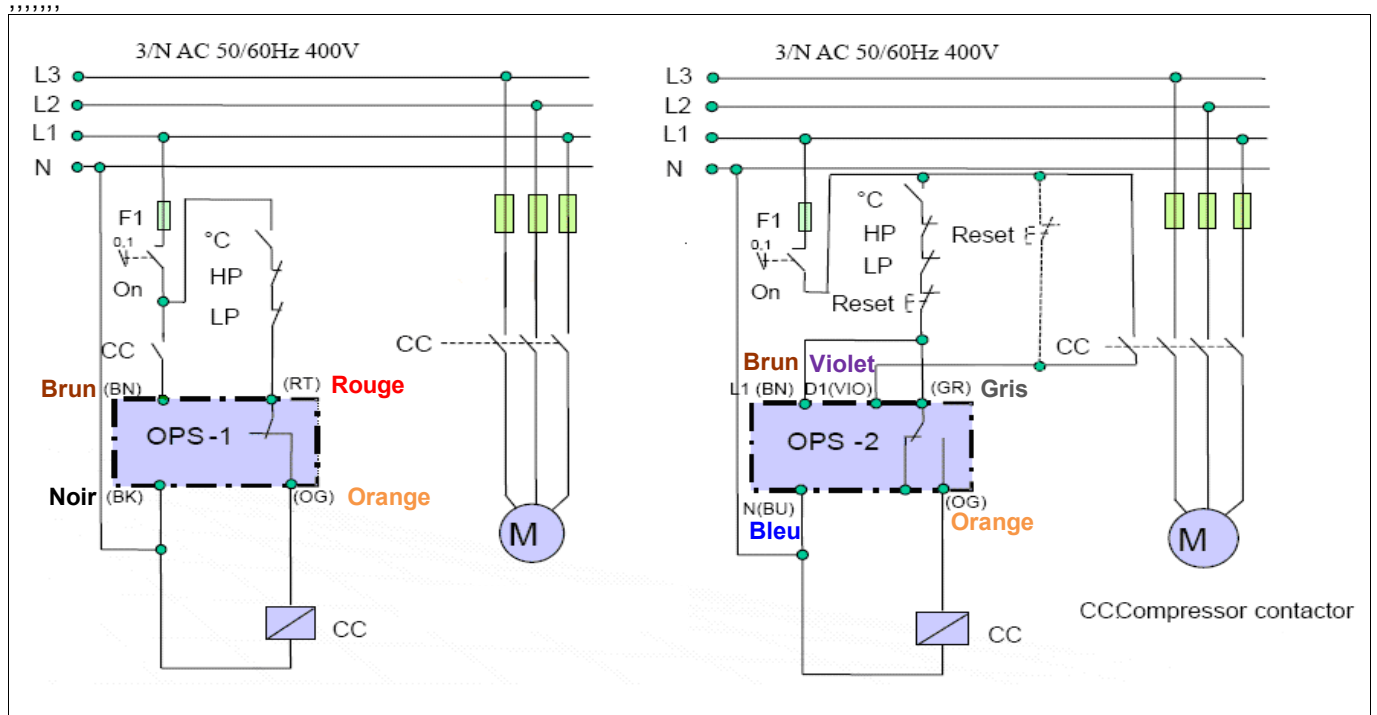 ,,,,,,,
3/N AC 50/60Hz 400V
L3
L2
L1
N
F1
0,1
On
°C
HP
LP
CC
CC
Brun (BN)
(RT) Rouge
OPS-1
Noir (BK)
(OG) Orange
CC
M
3/N AC 50/60Hz 400V
L3
L2
L1
N
F1
0,1
On
°C
HP
LP
Reset
Reset
CC
Brun Violet
L1 (BN) D1(VIO) (GR) Gris
OPS -2
N(BU)
Bleu
(OG)
Orange
CC
M
CC:Compressor contactor